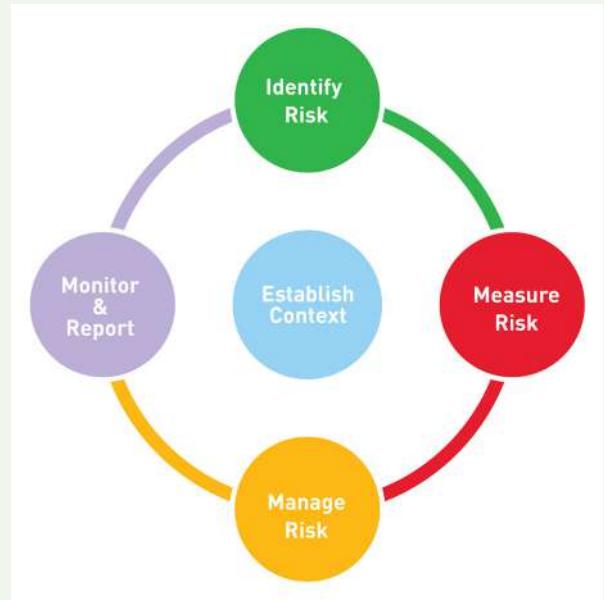 Identify
Risk
Monitor
&
Report
Establish
Context
Measure
Risk
Manage
Risk